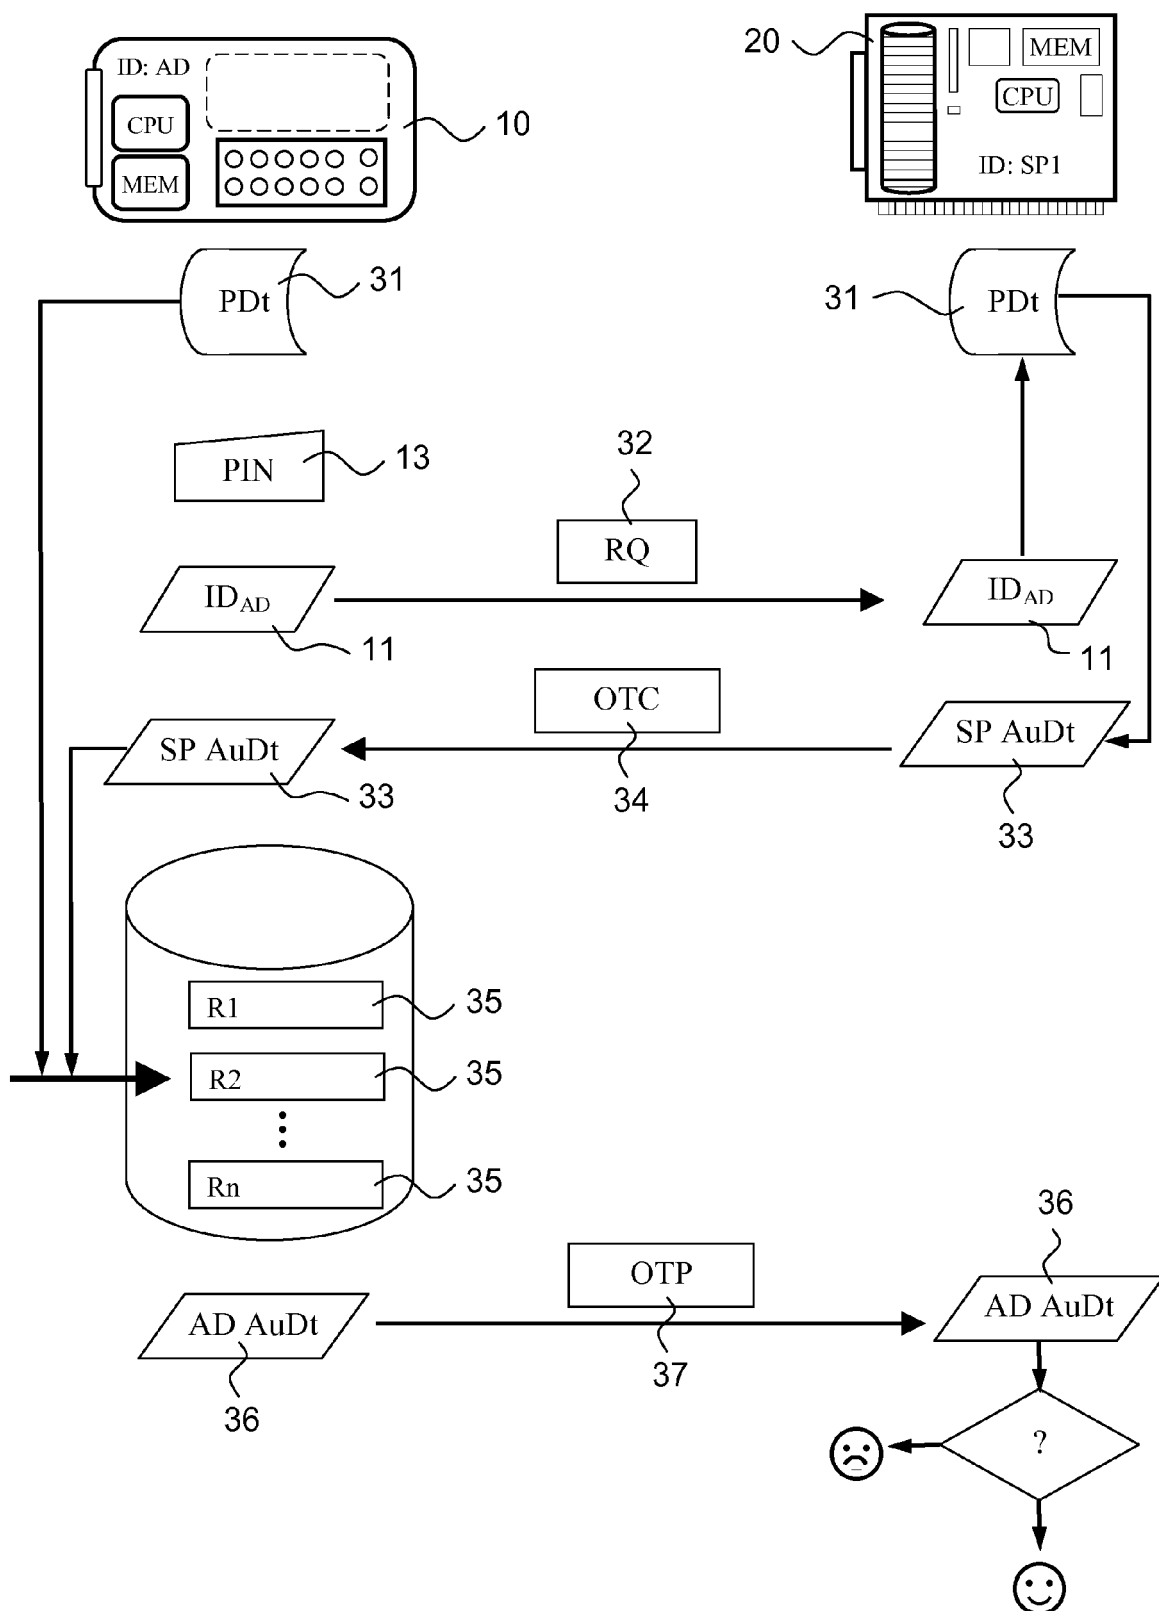 20
ID: AD
MEM
CPU
CPU
10
MEM
ID: SP1
PDt
31
31
PDt
PIN
13
32
RQ
IDAD
IDAD
11
11
OTC
SP AuDt
SP AuDt
33
34
33
R1
35
R2
35
Rn
35
36
OTP
AD AuDt
AD AuDt
37
36
?